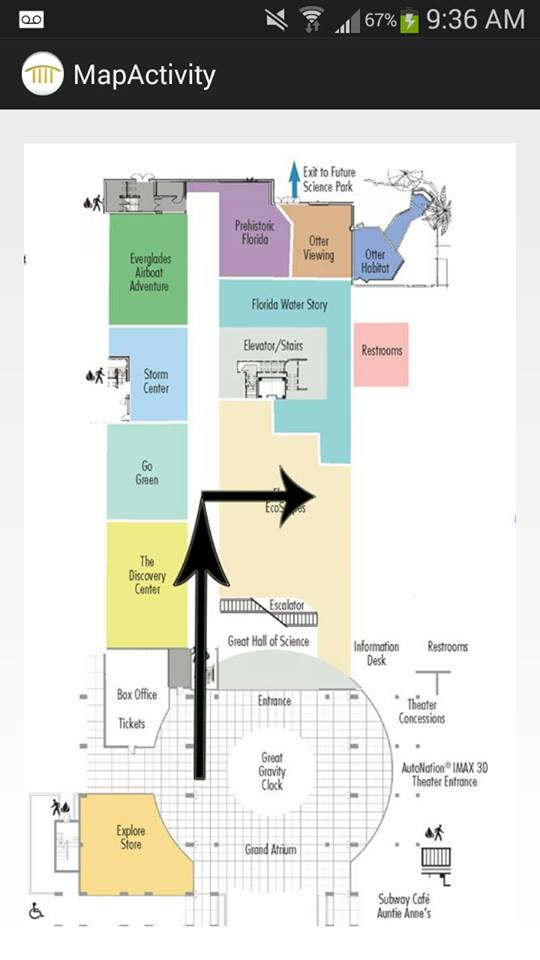 67% 9:36 AM
MapActivity
Exit to Future
Science Park
Prehistoric
Florida
Otter
Viewing
Otter
Habitat
Everglades
Airboat
Adventure
Florida Water Story
Elevator/Stairs
Restrooms
Storm
Center
Go
Green
The
Discovery
Center
Escalator
Great Hall of Science
Information
Desk
Restrooms
Box Office
Tickets
Entrance
Theater
Concessions
Great
Gravity
Clock
AutoNation® IMAX 3D
Theater Entrance
Explore
Store
Grand Atrium
Subway Café
Auntie Anne's